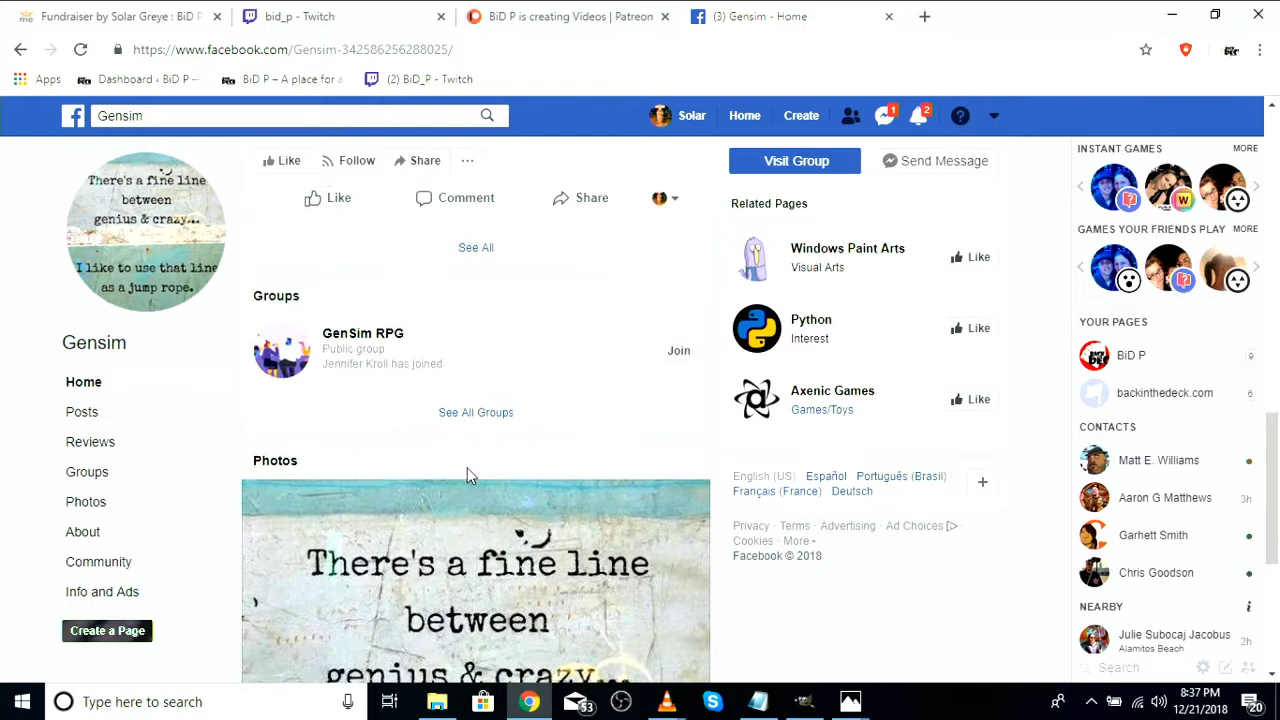 Fundraiser by Solar Greye : BiD P
bid_p - Twitch
BiD P is creating Videos | Patreon
(3) Gensim - Home
https://www.facebook.com/Gensim-342586256288025/
Apps
Dashboard ‹ BiD P —
BiD P – A place for a
(2) BiD_P - Twitch
Gensim
Solar
Home
Create
1
2
There's a fine line
between
genius & crazy...
I like to use that line
as a jump rope.
Gensim
Home
Posts
Reviews
Groups
Photos
About
Community
Info and Ads
Create a Page
Like
Follow
Share
Like
Comment
Share
See All
Groups
GenSim RPG
Public group
Jennifer Kroll has joined
Join
See All Groups
Photos
There's a fine line
between
genius & crazy...
Visit Group
Send Message
Related Pages
Windows Paint Arts
Visual Arts
Like
Python
Interest
Like
Axenic Games
Games/Toys
Like
English (US) · Español · Português (Brasil) ·
Français (France) · Deutsch
Privacy · Terms · Advertising · Ad Choices ·
Cookies · More
Facebook © 2018
INSTANT GAMES
MORE
GAMES YOUR FRIENDS PLAY
MORE
YOUR PAGES
BiD P
9
backinthedeck.com
6
CONTACTS
Matt E. Williams
Aaron G Matthews
3h
Garhett Smith
Chris Goodson
NEARBY
Julie Subocaj Jacobus
Alamitos Beach
2h
Search
Type here to search
53
8:37 PM
12/21/2018
20